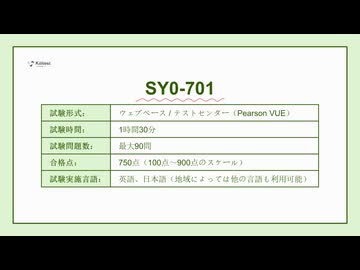 Kaitest
SY0-701
試験形式： ウェブベース / テストセンター（Pearson VUE）
試験時間： 1時間30分
試験問題数： 最大90問
合格点： 750点（100点～900点のスケール）
試験実施言語： 英語、日本語（地域によっては他の言語も利用可能）